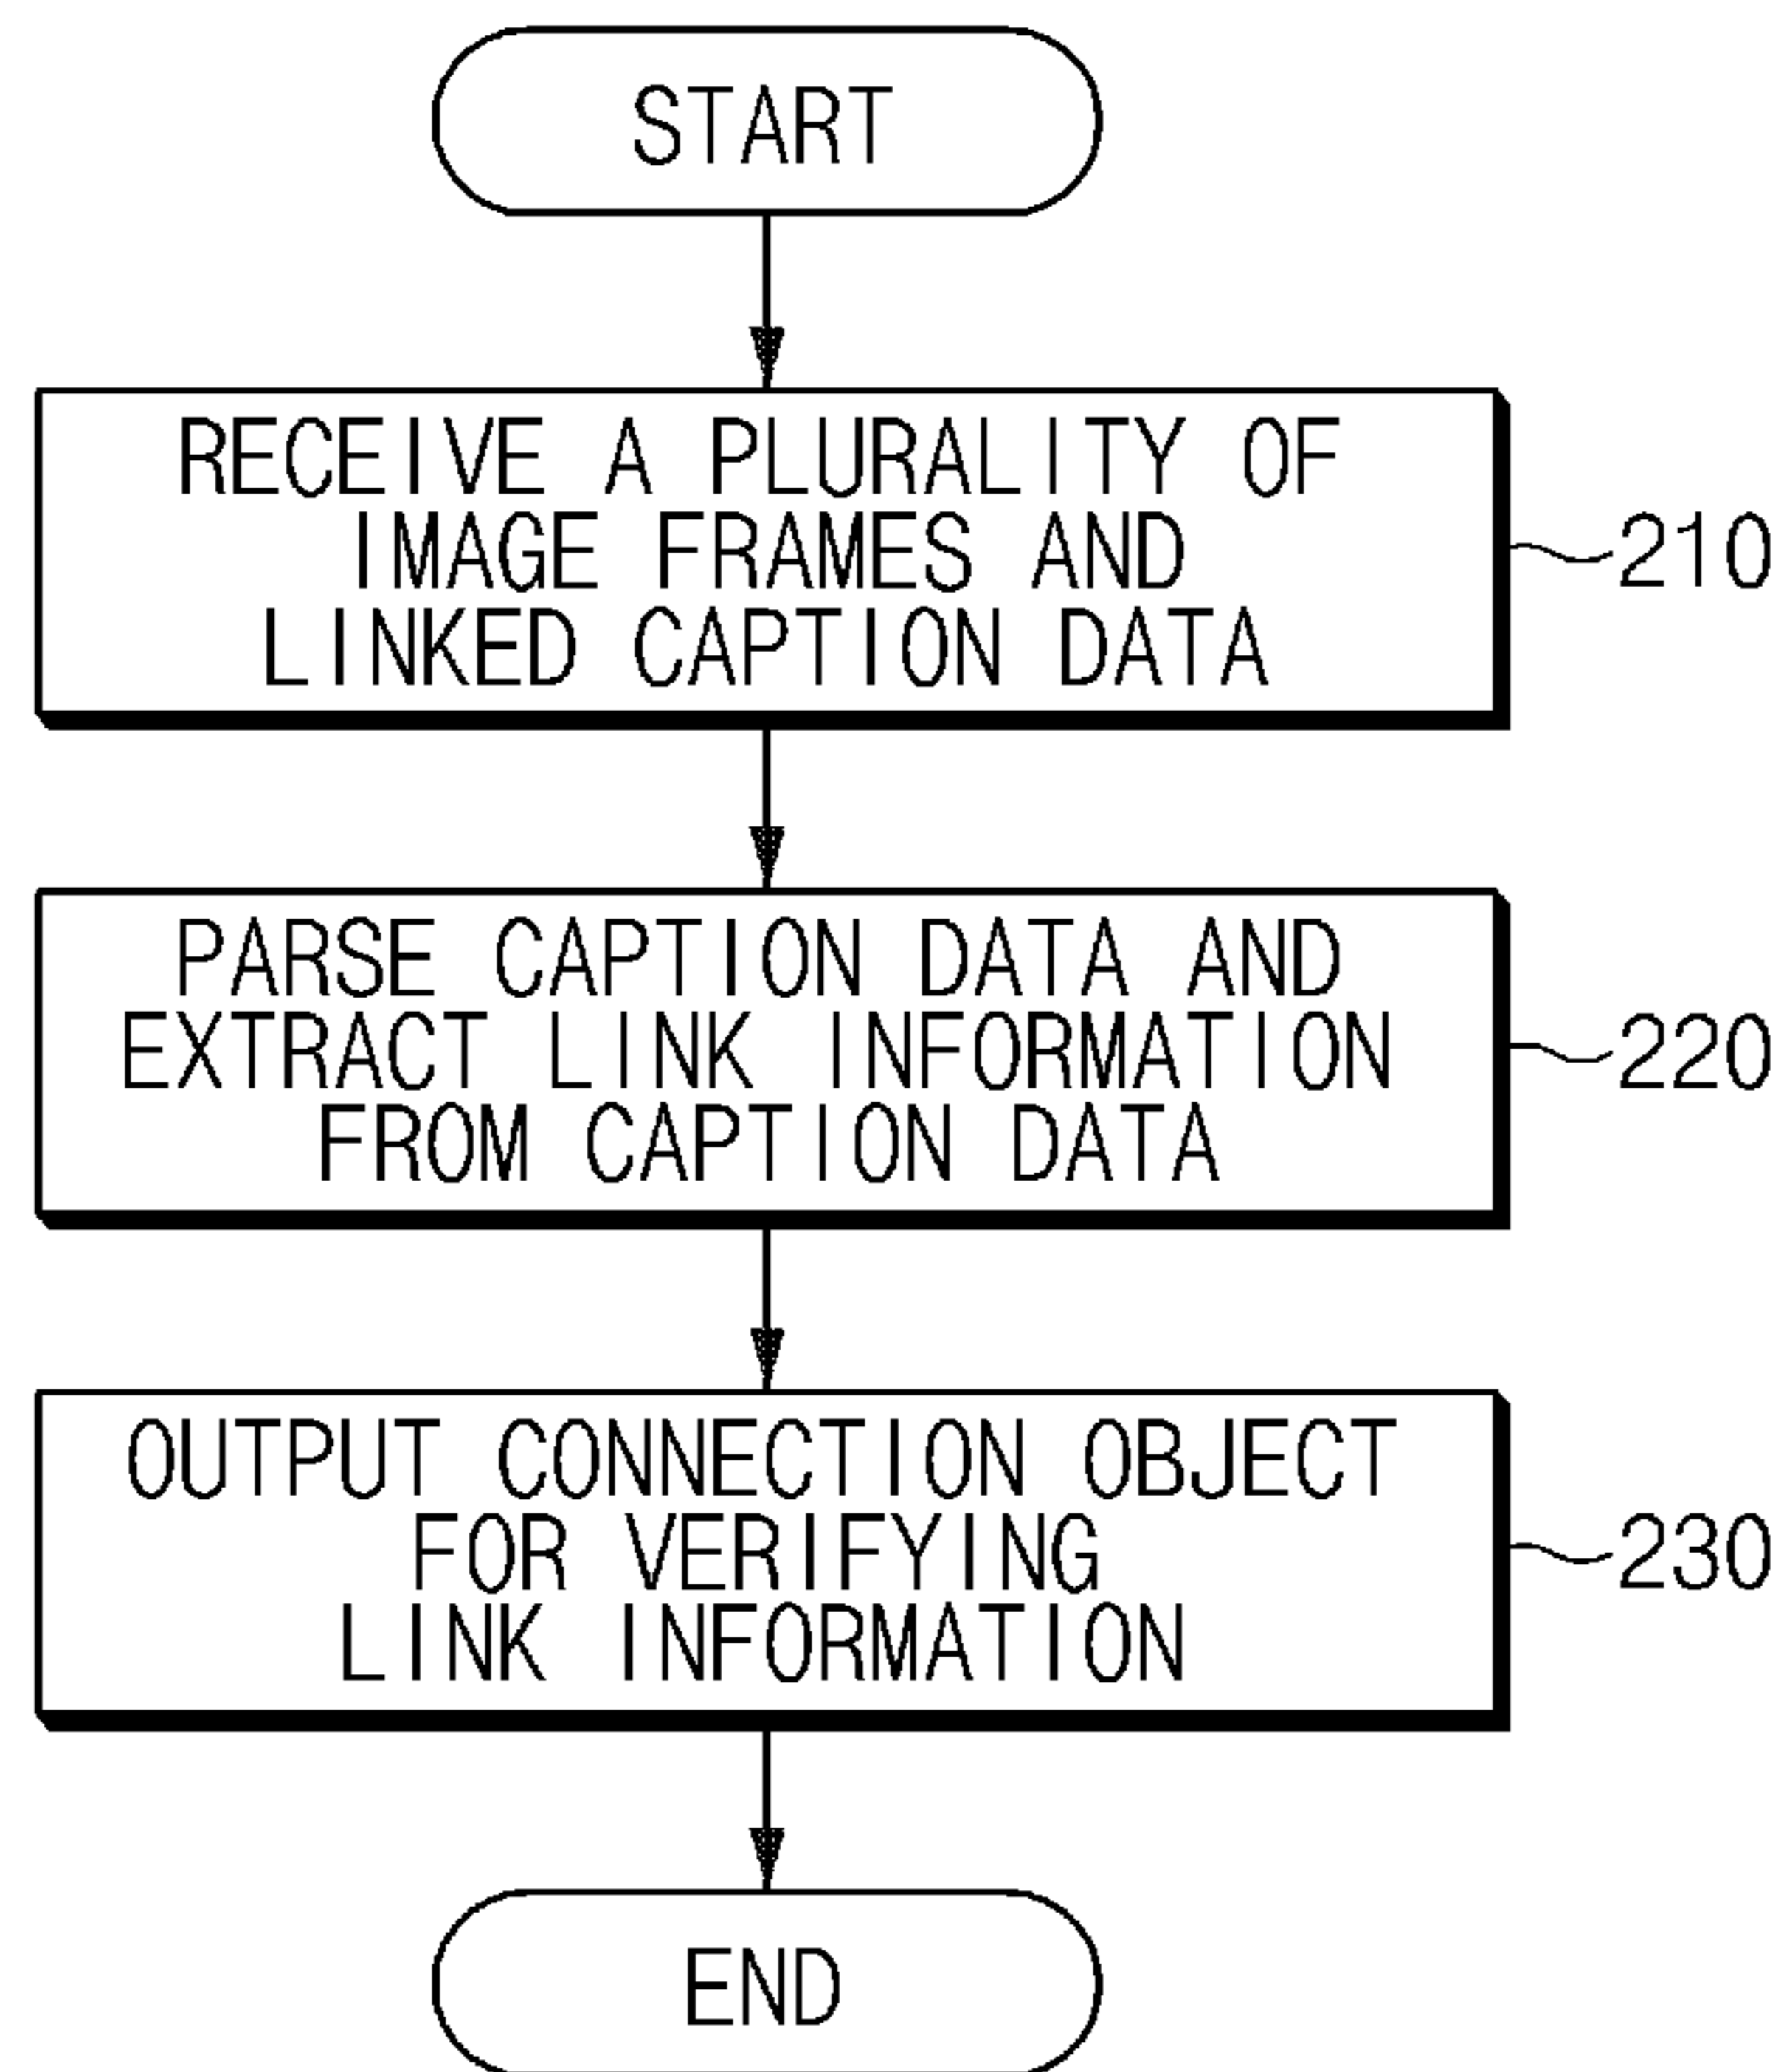 START
RECEIVE A PLURALITY OF
IMAGE FRAMES AND
LINKED CAPTION DATA
210
PARSE CAPTION DATA AND
EXTRACT LINK INFORMATION
FROM CAPTION DATA
220
OUTPUT CONNECTION OBJECT
FOR VERIFYING
LINK INFORMATION
230
END